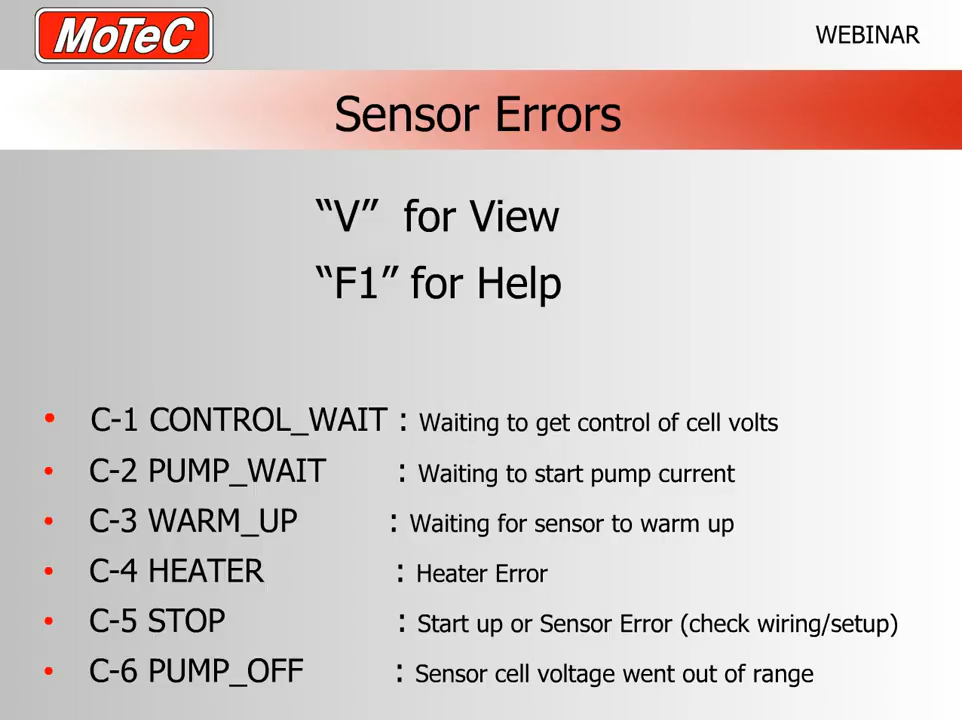 MoTeC
WEBINAR
Sensor Errors
“V” for View
“F1” for Help
• C-1 CONTROL_WAIT : Waiting to get control of cell volts
• C-2 PUMP_WAIT : Waiting to start pump current
• C-3 WARM_UP : Waiting for sensor to warm up
• C-4 HEATER : Heater Error
• C-5 STOP : Start up or Sensor Error (check wiring/setup)
• C-6 PUMP_OFF : Sensor cell voltage went out of range